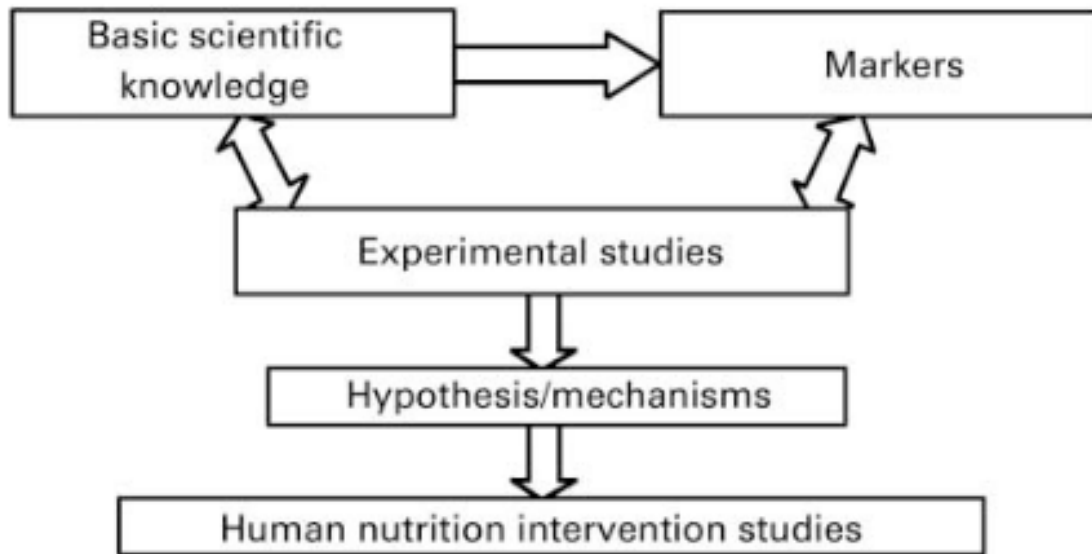 Basic scientific
knowledge
Markers
Experimental studies
Hypothesis/mechanisms
Human nutrition intervention studies